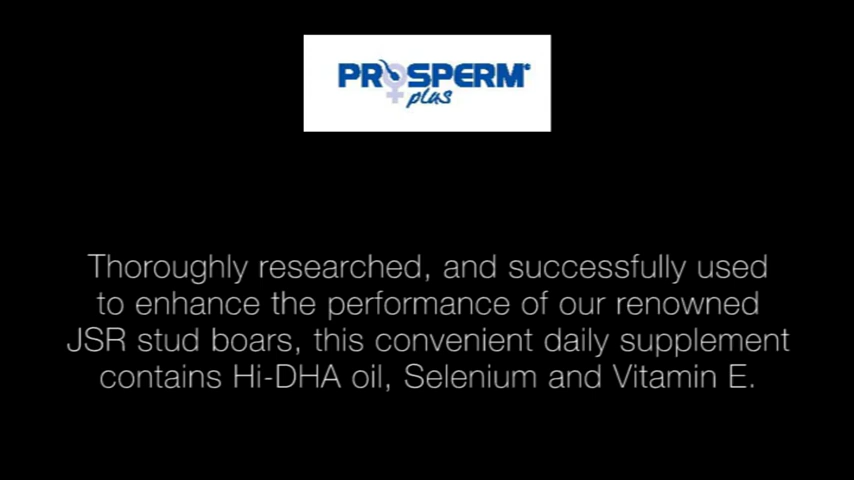 PROSPERM®
plus
Thoroughly researched, and successfully used
to enhance the performance of our renowned
JSR stud boars, this convenient daily supplement
contains Hi-DHA oil, Selenium and Vitamin E.